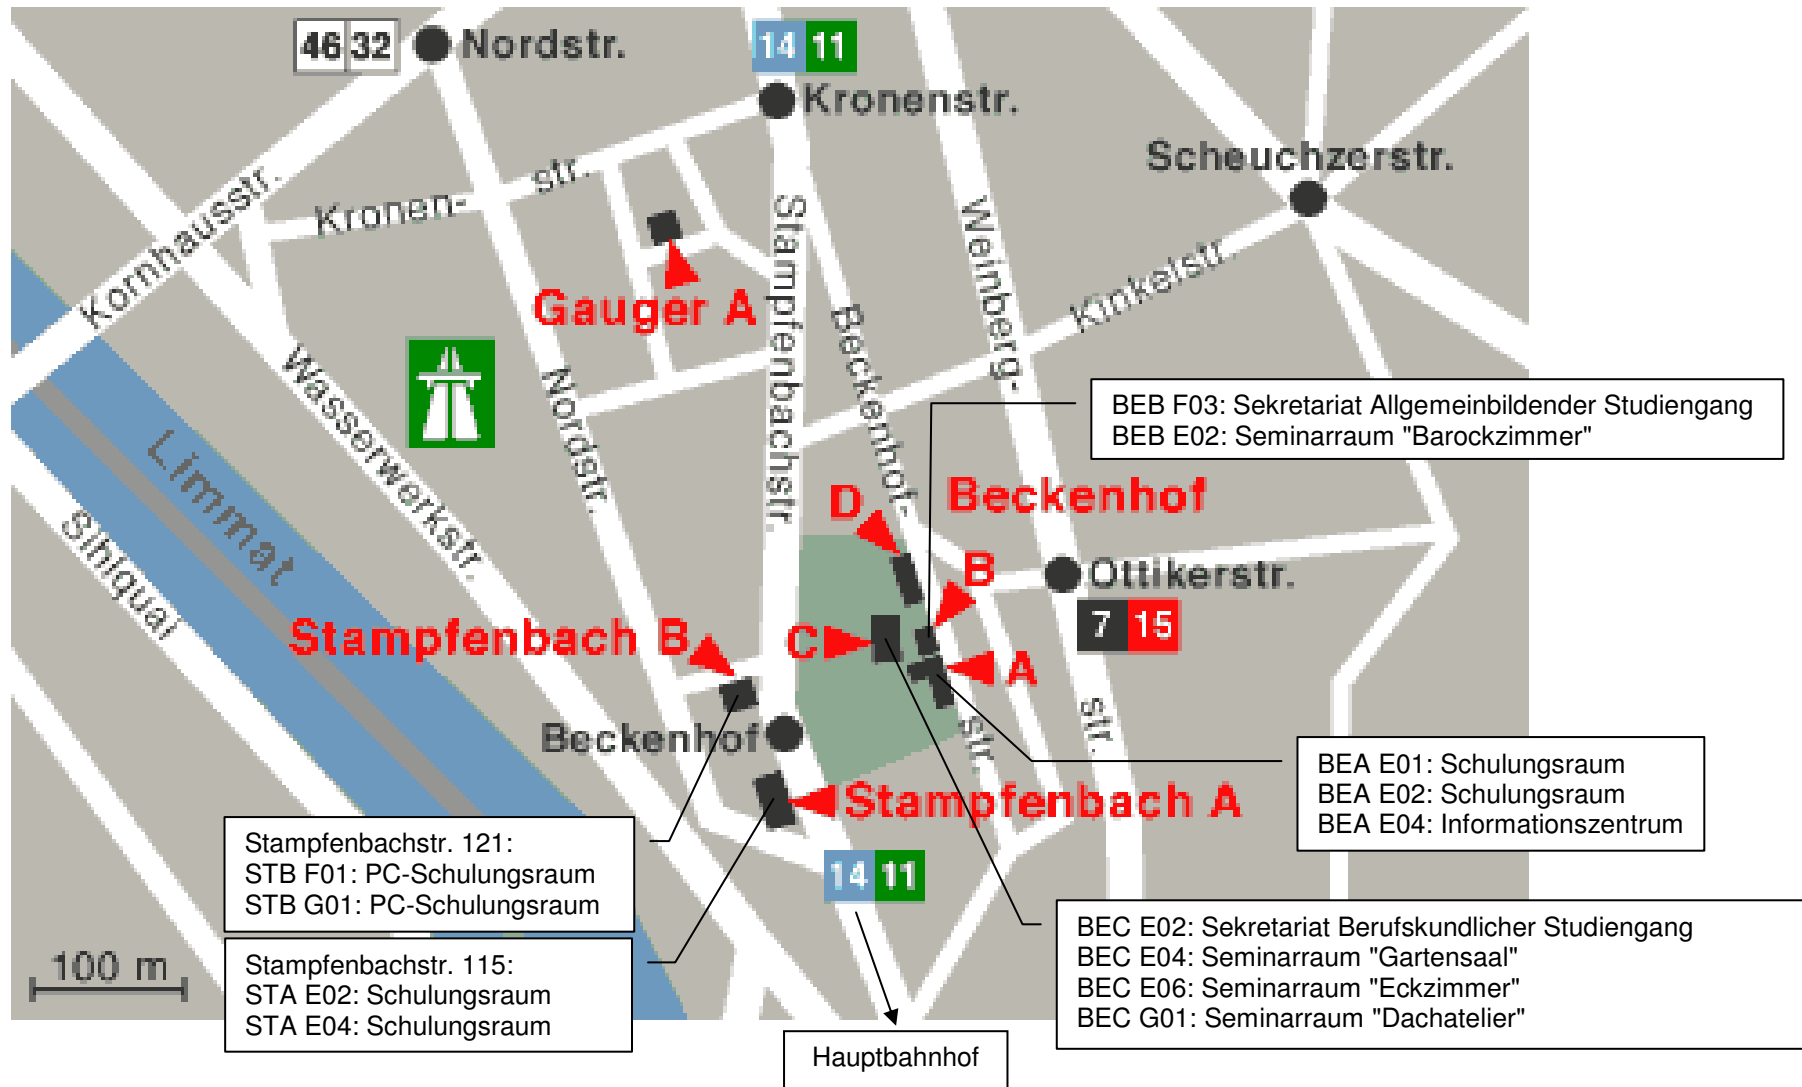 46 32 Nordstr.
14 11
Kronenstr.
Scheuchzerstr.
Kornhausstr.
Kronen-
str.
Gauger A
Stampfenbachstr.
Beckenhof-
str.
Weinberg-
str.
Kinkelstr.
Wasserwerkstr.
Nordstr.
Limmat
Sihlquai
BEB F03: Sekretariat Allgemeinbildender Studiengang
BEB E02: Seminarraum "Barockzimmer"
Beckenhof
D
B
C
A
Ottikerstr.
7 15
Stampfenbach B
Beckenhof
Stampfenbach A
14 11
BEA E01: Schulungsraum
BEA E02: Schulungsraum
BEA E04: Informationszentrum
Stampfenbachstr. 121:
STB F01: PC-Schulungsraum
STB G01: PC-Schulungsraum
Stampfenbachstr. 115:
STA E02: Schulungsraum
STA E04: Schulungsraum
BEC E02: Sekretariat Berufskundlicher Studiengang
BEC E04: Seminarraum "Gartensaal"
BEC E06: Seminarraum "Eckzimmer"
BEC G01: Seminarraum "Dachatelier"
100 m
Hauptbahnhof